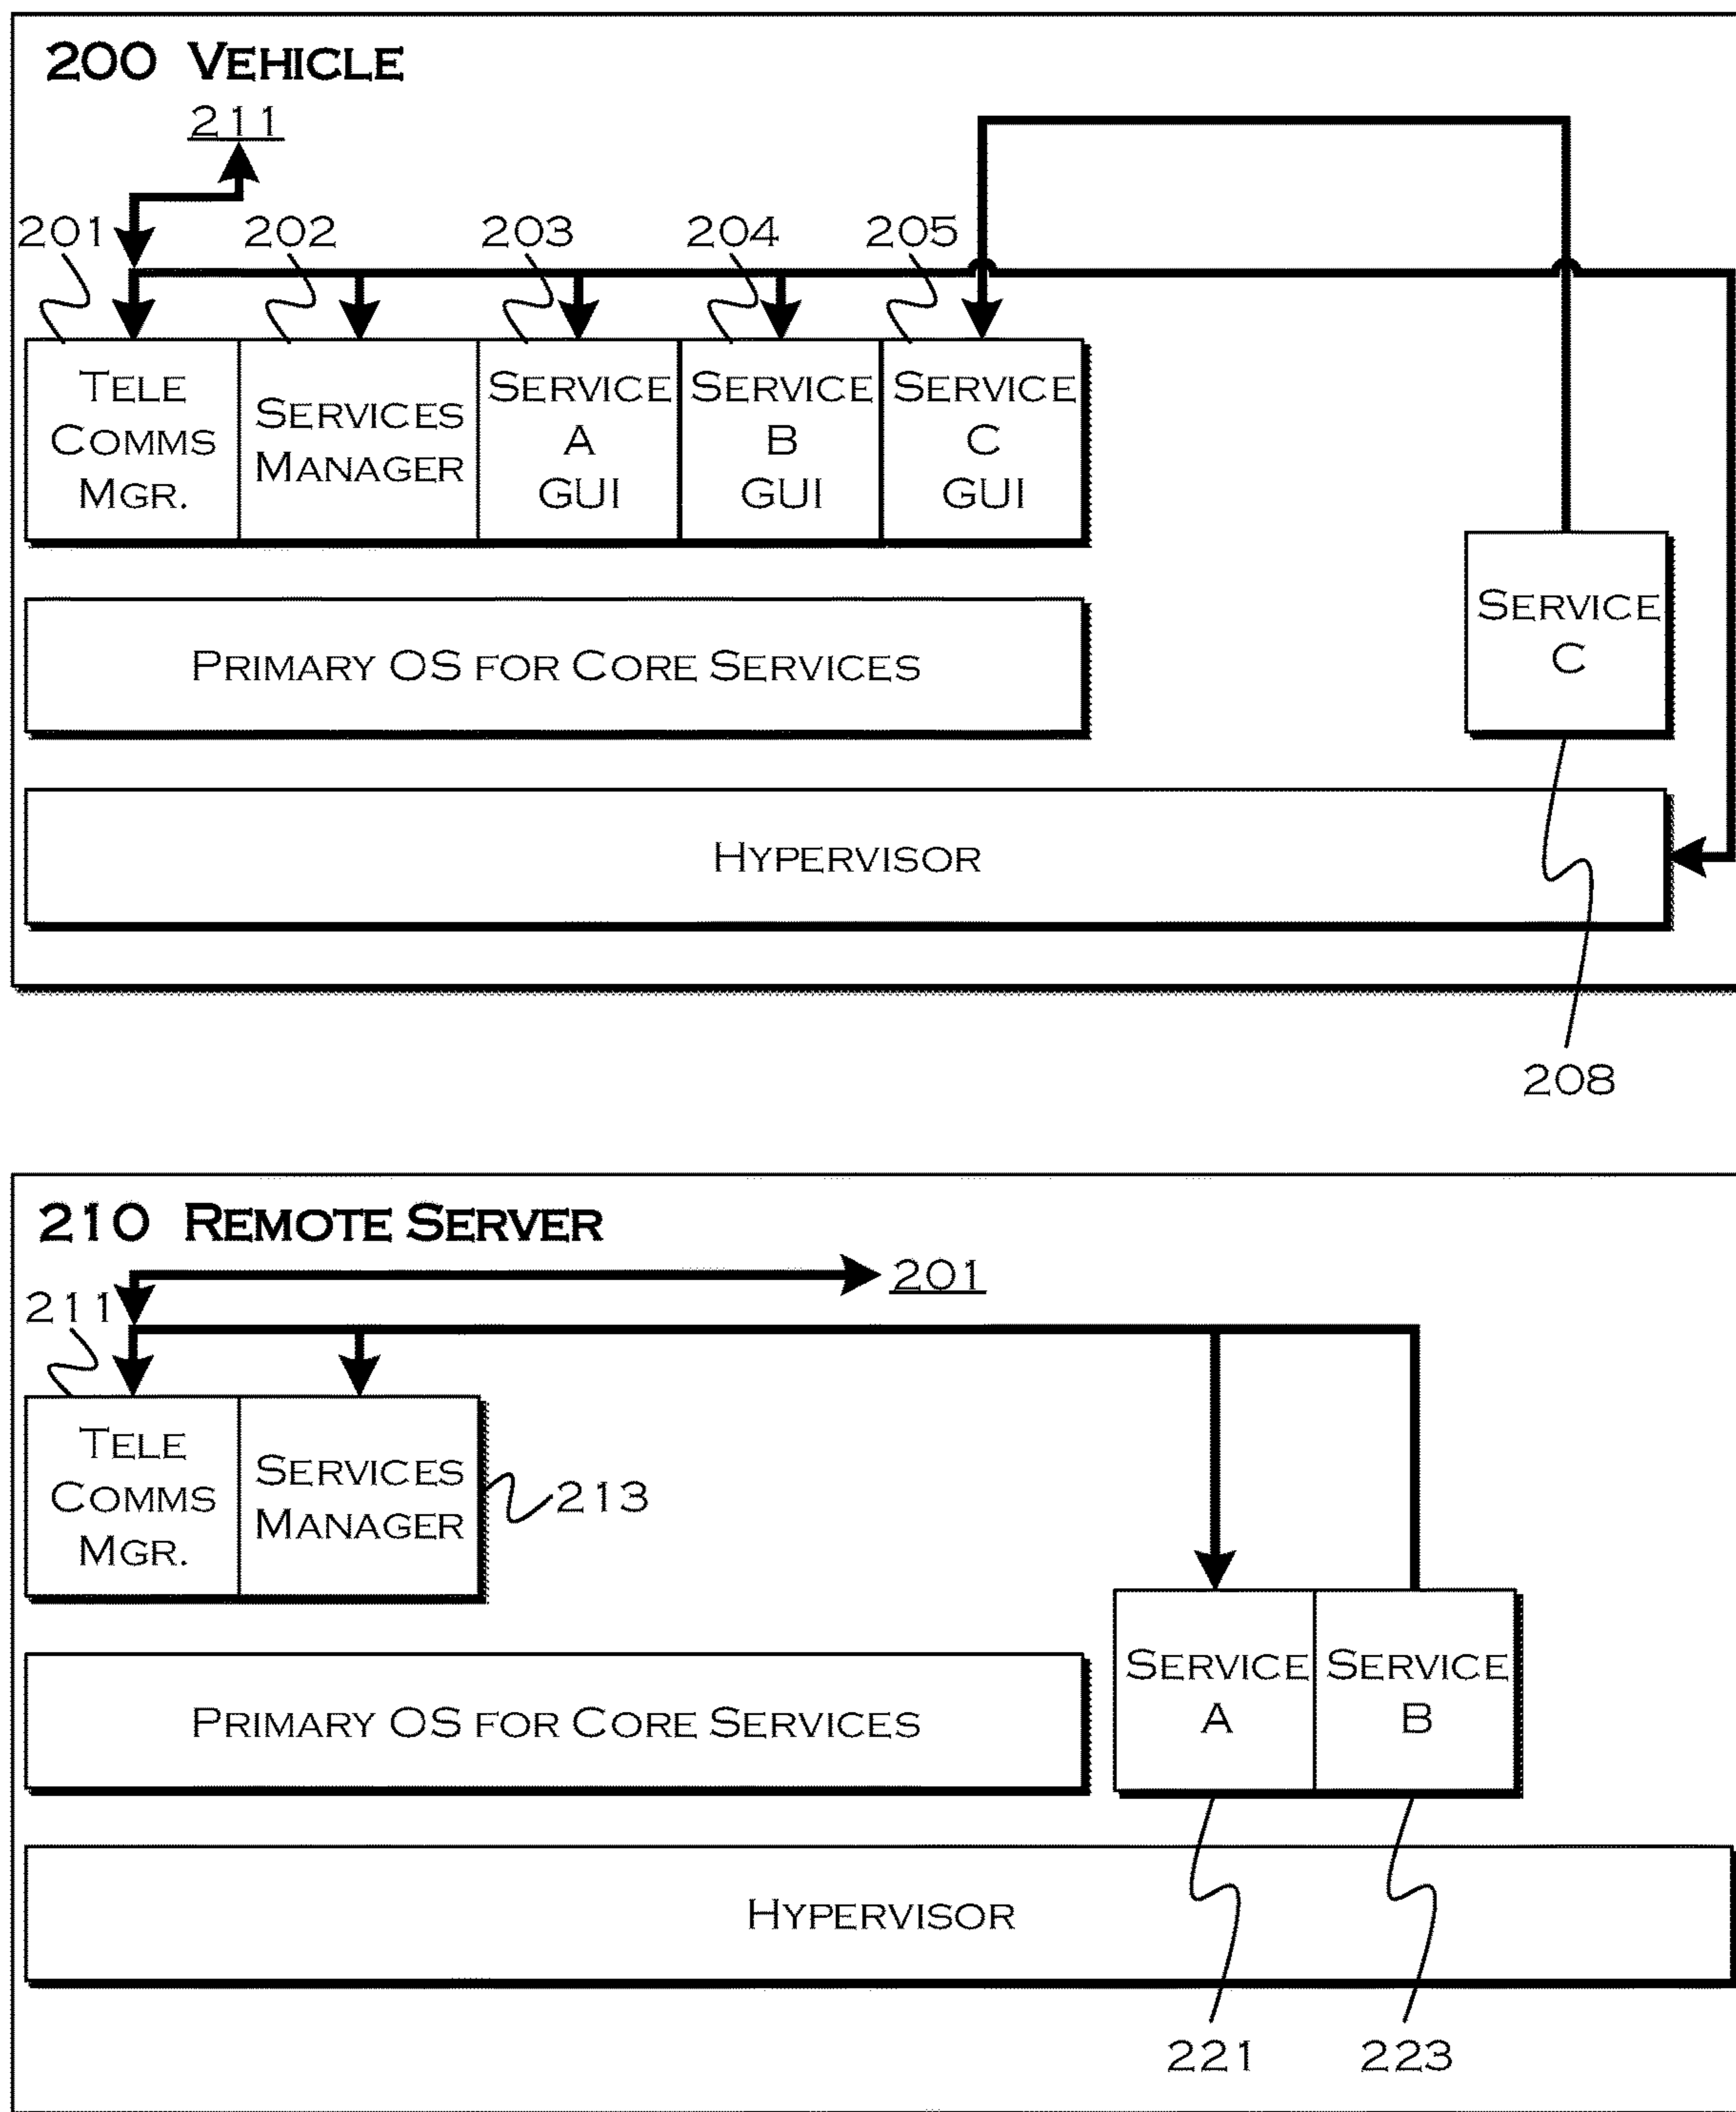 200 VEHICLE
211
201
202
203
204
205
TELE
COMMS
MGR.
SERVICES
MANAGER
SERVICE
A
GUI
SERVICE
B
GUI
SERVICE
C
GUI
SERVICE
C
PRIMARY OS FOR CORE SERVICES
HYPERVISOR
208
210 REMOTE SERVER
201
211
TELE
COMMS
MGR.
SERVICES
MANAGER
213
SERVICE
A
SERVICE
B
PRIMARY OS FOR CORE SERVICES
HYPERVISOR
221
223